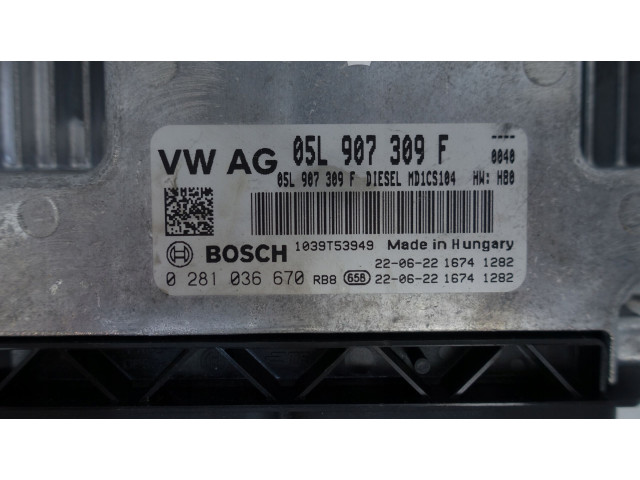 VW AG 05L 907 309 F ----
0040
05L 907 309 F DIESEL MD1CS104 HW: HB0
BOSCH 1039T53949 Made in Hungary
22-06-22 1674 1282
0 281 036 670 RB8 658 22-06-22 1674 1282